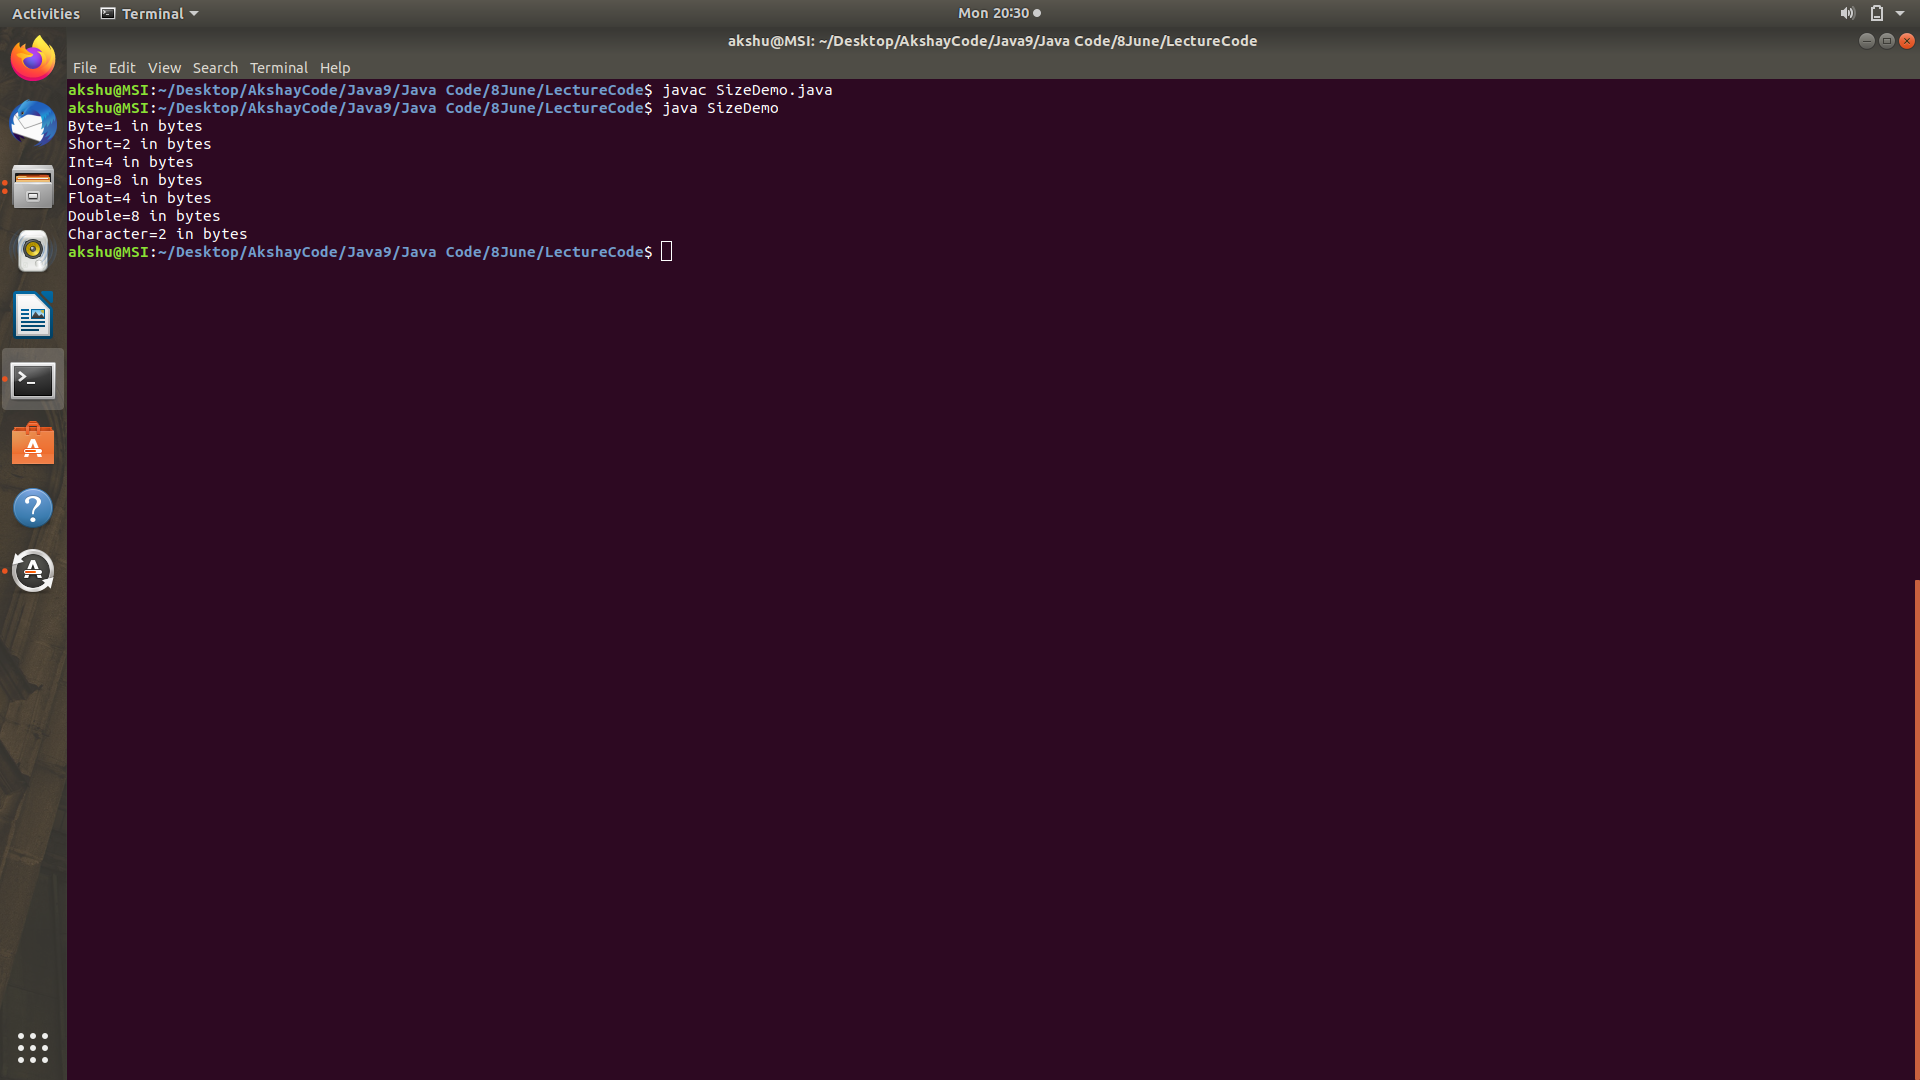 Activities Terminal Mon 20:30
akshu@MSI: ~/Desktop/AkshayCode/Java9/Java Code/8June/LectureCode
File Edit View Search Terminal Help
akshu@MSI:~/Desktop/AkshayCode/Java9/Java Code/8June/LectureCode$ javac SizeDemo.java
akshu@MSI:~/Desktop/AkshayCode/Java9/Java Code/8June/LectureCode$ java SizeDemo
Byte=1 in bytes
Short=2 in bytes
Int=4 in bytes
Long=8 in bytes
Float=4 in bytes
Double=8 in bytes
Character=2 in bytes
akshu@MSI:~/Desktop/AkshayCode/Java9/Java Code/8June/LectureCode$